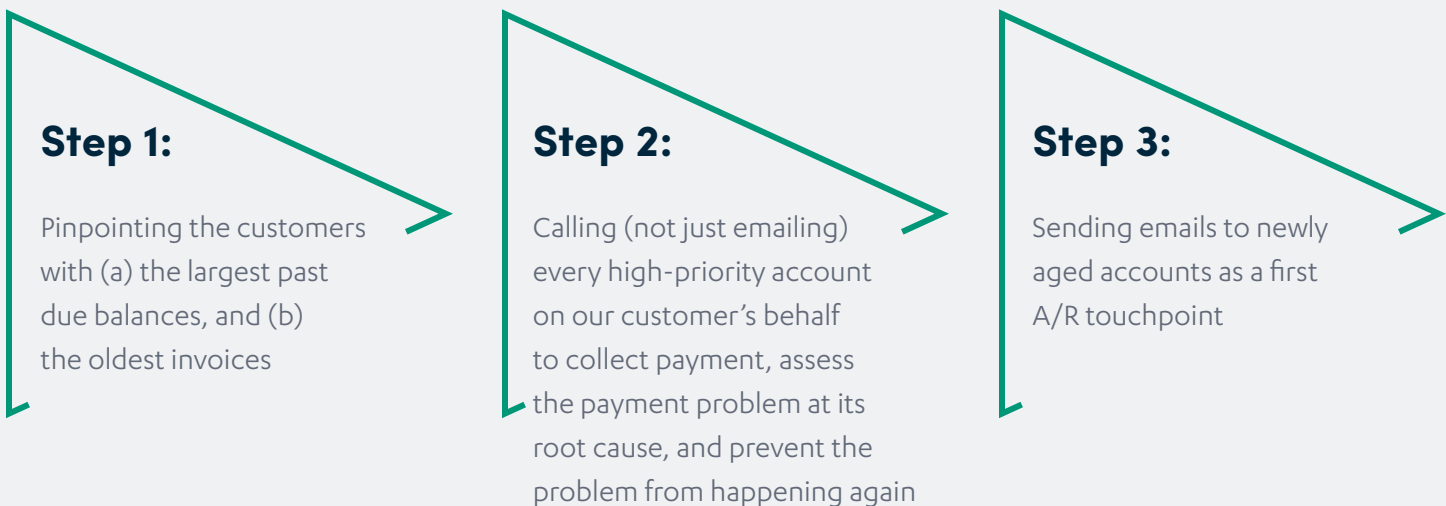 Step 1:
Pinpointing the customers
with (a) the largest past
due balances, and (b)
the oldest invoices
Step 2:
Calling (not just emailing)
every high-priority account
on our customer’s behalf
to collect payment, assess
the payment problem at its
root cause, and prevent the
problem from happening again
Step 3:
Sending emails to newly
aged accounts as a first
A/R touchpoint